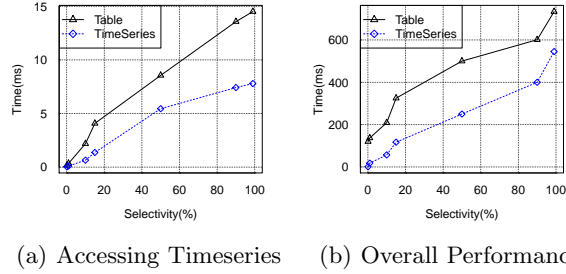 Table
TimeSeries
15
10
5
0
Time(ms)
0 20 40 60 80 100
Selectivity(%)
(a) Accessing Timeseries
Table
TimeSeries
600
400
200
0
Time(ms)
0 20 40 60 80 100
Selectivity(%)
(b) Overall Performanc